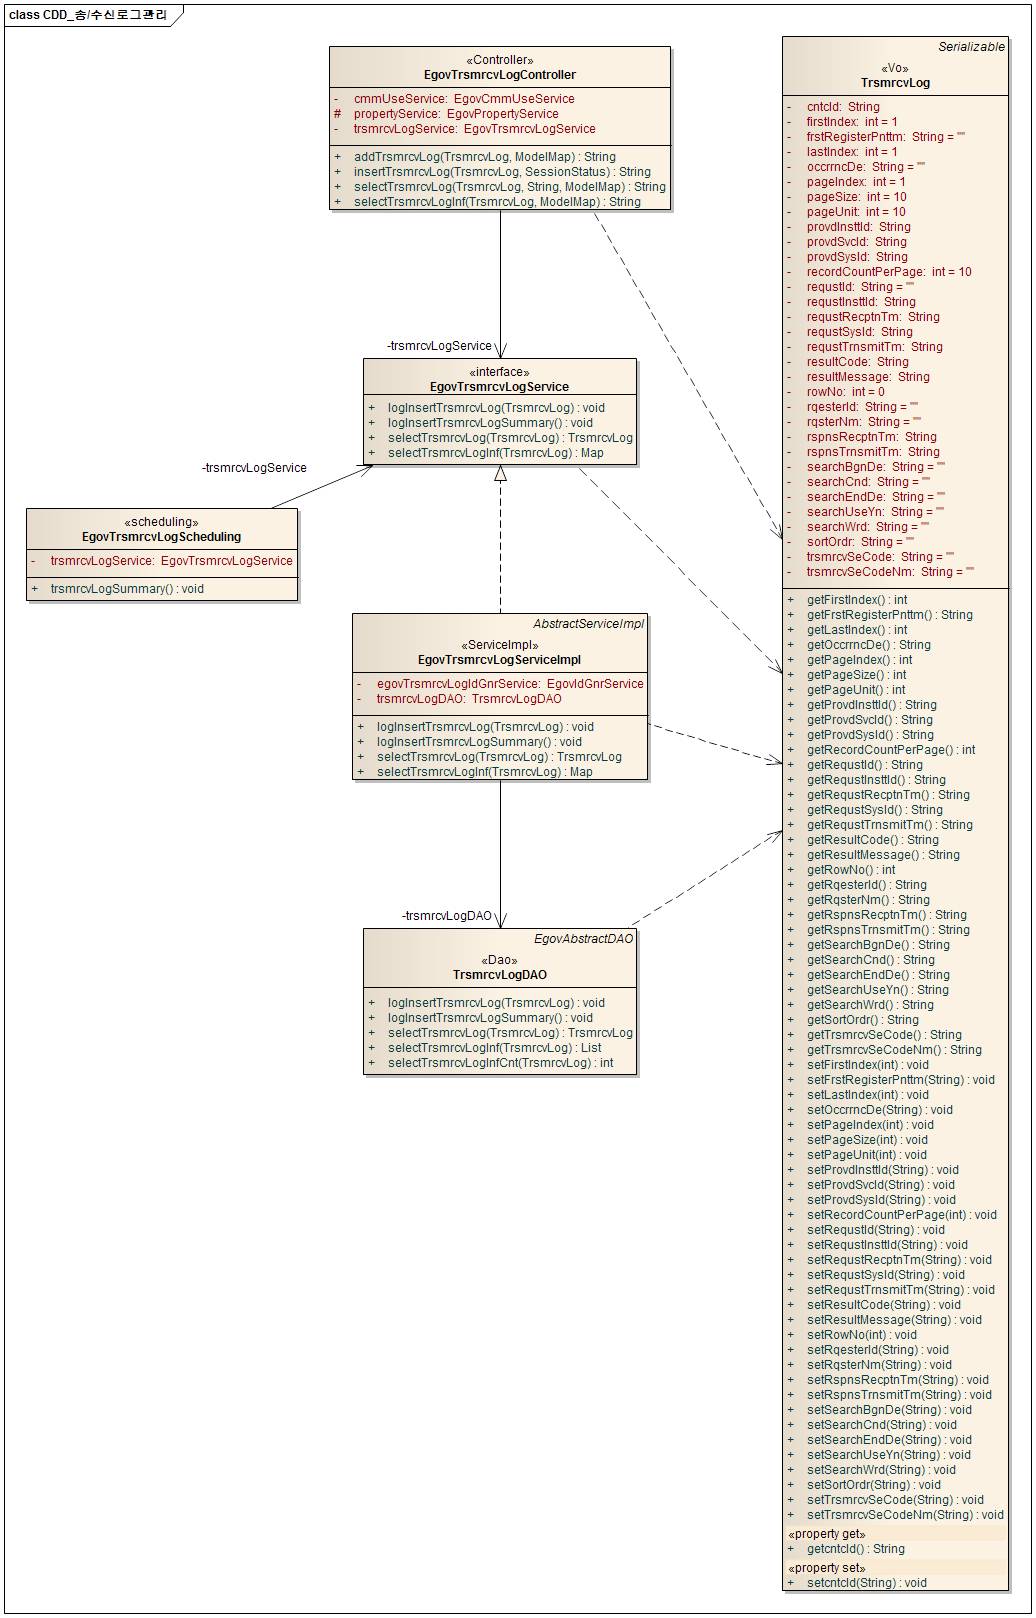 class CDD_송/수신로그관리
«Controller»
EgovTrsmrcvLogController
- cmmUseService: EgovCmmUseService
# propertyService: EgovPropertyService
- trsmrcvLogService: EgovTrsmrcvLogService
+ addTrsmrcvLog(TrsmrcvLog, ModelMap) : String
+ insertTrsmrcvLog(TrsmrcvLog, SessionStatus) : String
+ selectTrsmrcvLog(TrsmrcvLog, String, ModelMap) : String
+ selectTrsmrcvLogInf(TrsmrcvLog, ModelMap) : String
-trsmrcvLogService
«interface»
EgovTrsmrcvLogService
+ logInsertTrsmrcvLog(TrsmrcvLog) : void
+ logInsertTrsmrcvLogSummary() : void
+ selectTrsmrcvLog(TrsmrcvLog) : TrsmrcvLog
+ selectTrsmrcvLogInf(TrsmrcvLog) : Map
-trsmrcvLogService
«scheduling»
EgovTrsmrcvLogScheduling
- trsmrcvLogService: EgovTrsmrcvLogService
+ trsmrcvLogSummary() : void
AbstractServiceImpl
«ServiceImpl»
EgovTrsmrcvLogServiceImpl
- egovTrsmrcvLogIdGnrService: EgovIdGnrService
- trsmrcvLogDAO: TrsmrcvLogDAO
+ logInsertTrsmrcvLog(TrsmrcvLog) : void
+ logInsertTrsmrcvLogSummary() : void
+ selectTrsmrcvLog(TrsmrcvLog) : TrsmrcvLog
+ selectTrsmrcvLogInf(TrsmrcvLog) : Map
-trsmrcvLogDAO
EgovAbstractDAO
«Dao»
TrsmrcvLogDAO
+ logInsertTrsmrcvLog(TrsmrcvLog) : void
+ logInsertTrsmrcvLogSummary() : void
+ selectTrsmrcvLog(TrsmrcvLog) : TrsmrcvLog
+ selectTrsmrcvLogInf(TrsmrcvLog) : List
+ selectTrsmrcvLogInfCnt(TrsmrcvLog) : int
Serializable
«Vo»
TrsmrcvLog
- cntcId: String
- firstIndex: int = 1
- frstRegisterPnttm: String = ""
- lastIndex: int = 1
- occrrncDe: String = ""
- pageIndex: int = 1
- pageSize: int = 10
- pageUnit: int = 10
- provdInsttId: String
- provdSvcId: String
- provdSysId: String
- recordCountPerPage: int = 10
- requstId: String = ""
- requstInsttId: String
- requstRecptnTm: String
- requstSysId: String
- requstTrnsmitTm: String
- resultCode: String
- resultMessage: String
- rowNo: int = 0
- rqesterId: String = ""
- rqsterNm: String = ""
- rspnsRecptnTm: String
- rspnsTrnsmitTm: String
- searchBgnDe: String = ""
- searchCnd: String = ""
- searchEndDe: String = ""
- searchUseYn: String = ""
- searchWrd: String = ""
- sortOrdr: String = ""
- trsmrcvSeCode: String = ""
- trsmrcvSeCodeNm: String = ""
+ getFirstIndex() : int
+ getFrstRegisterPnttm() : String
+ getLastIndex() : int
+ getOccrrncDe() : String
+ getPageIndex() : int
+ getPageSize() : int
+ getPageUnit() : int
+ getProvdInsttId() : String
+ getProvdSvcId() : String
+ getProvdSysId() : String
+ getRecordCountPerPage() : int
+ getRequstId() : String
+ getRequstInsttId() : String
+ getRequstRecptnTm() : String
+ getRequstSysId() : String
+ getRequstTrnsmitTm() : String
+ getResultCode() : String
+ getResultMessage() : String
+ getRowNo() : int
+ getRqesterId() : String
+ getRqsterNm() : String
+ getRspnsRecptnTm() : String
+ getRspnsTrnsmitTm() : String
+ getSearchBgnDe() : String
+ getSearchCnd() : String
+ getSearchEndDe() : String
+ getSearchUseYn() : String
+ getSearchWrd() : String
+ getSortOrdr() : String
+ getTrsmrcvSeCode() : String
+ getTrsmrcvSeCodeNm() : String
+ setFirstIndex(int) : void
+ setFrstRegisterPnttm(String) : void
+ setLastIndex(int) : void
+ setOccrrncDe(String) : void
+ setPageIndex(int) : void
+ setPageSize(int) : void
+ setPageUnit(int) : void
+ setProvdInsttId(String) : void
+ setProvdSvcId(String) : void
+ setProvdSysId(String) : void
+ setRecordCountPerPage(int) : void
+ setRequstId(String) : void
+ setRequstInsttId(String) : void
+ setRequstRecptnTm(String) : void
+ setRequstSysId(String) : void
+ setRequstTrnsmitTm(String) : void
+ setResultCode(String) : void
+ setResultMessage(String) : void
+ setRowNo(int) : void
+ setRqesterId(String) : void
+ setRqsterNm(String) : void
+ setRspnsRecptnTm(String) : void
+ setRspnsTrnsmitTm(String) : void
+ setSearchBgnDe(String) : void
+ setSearchCnd(String) : void
+ setSearchEndDe(String) : void
+ setSearchUseYn(String) : void
+ setSearchWrd(String) : void
+ setSortOrdr(String) : void
+ setTrsmrcvSeCode(String) : void
+ setTrsmrcvSeCodeNm(String) : void
«property get»
+ getcntcId() : String
«property set»
+ setcntcId(String) : void